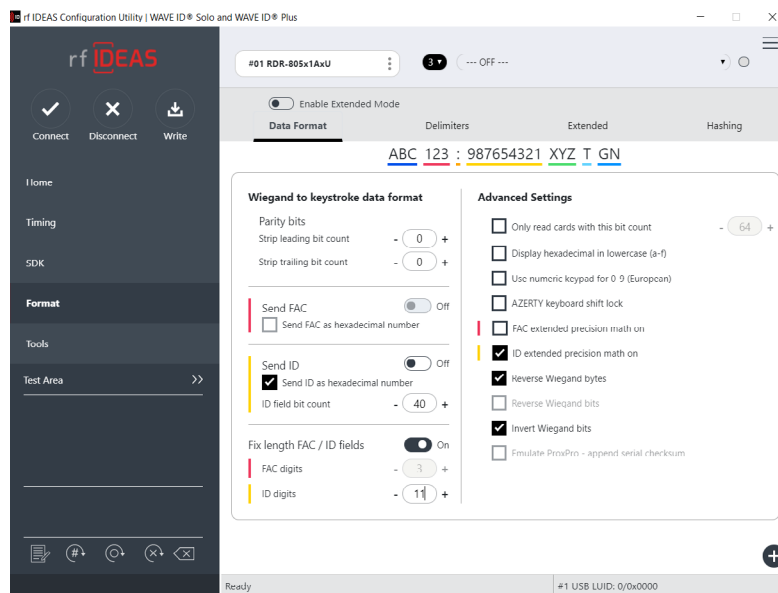 rf IDEAS Configuration Utility | WAVE ID® Solo and WAVE ID® Plus
rf IDEAS
Connect Disconnect Write
Home
Timing
SDK
Format
Tools
Test Area >>
#01 RDR-805x1AxU
3 --- OFF ---
Enable Extended Mode
Data Format Delimiters Extended Hashing
ABC 123 : 987654321 XYZ T GN
Wiegand to keystroke data format
Parity bits
Strip leading bit count - 0 +
Strip trailing bit count - 0 +
Send FAC Off
Send FAC as hexadecimal number
Send ID Off
Send ID as hexadecimal number
ID field bit count - 40 +
Fix length FAC / ID fields On
FAC digits - 3 +
ID digits - 11 +
Advanced Settings
Only read cards with this bit count - 64 +
Display hexadecimal in lowercase (a-f)
Use numeric keypad for 0-9 (European)
AZERTY keyboard shift lock
FAC extended precision math on
ID extended precision math on
Reverse Wiegand bytes
Reverse Wiegand bits
Invert Wiegand bits
Emulate ProxPro - append serial checksum
Ready #1 USB LUID: 0/0x0000